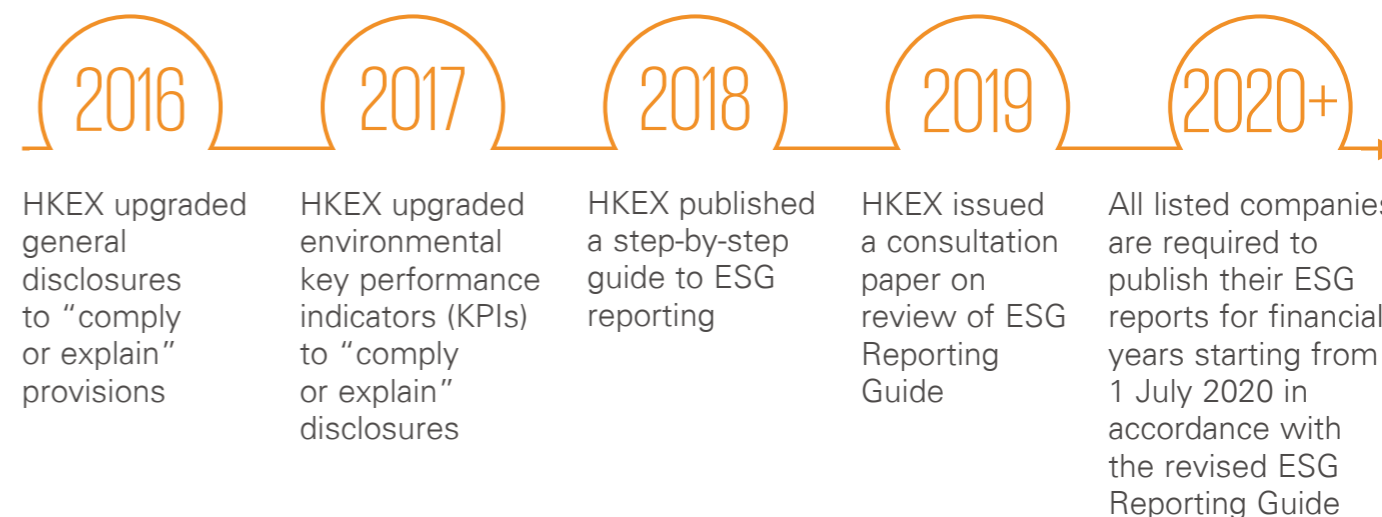 2016
HKEX upgraded
general
disclosures
to “comply
or explain”
provisions
2017
HKEX upgraded
environmental
key performance
indicators (KPIs)
to “comply
or explain”
disclosures
2018
HKEX published
a step-by-step
guide to ESG
reporting
2019
HKEX issued
a consultation
paper on
review of ESG
Reporting
Guide
2020+
All listed companies
are required to
publish their ESG
reports for financial
years starting from
1 July 2020 in
accordance with
the revised ESG
Reporting Guide